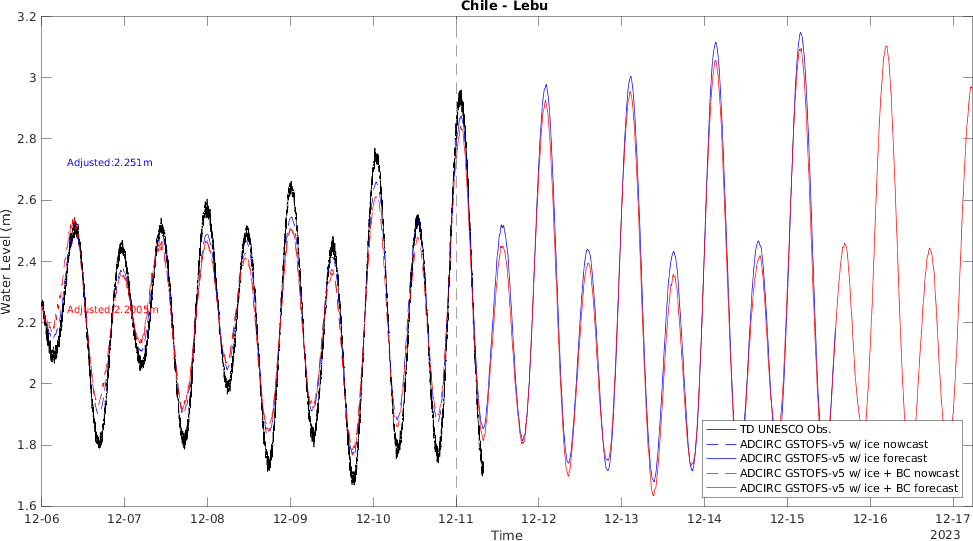 Chile - Lebu
3.2
3
2.8
2.6
2.4
2.2
2
1.8
1.6
Water Level (m)
Adjusted:2.251m
Adjusted:2.2005m
TD UNESCO Obs.
ADCIRC GSTOFS-v5 w/ ice nowcast
ADCIRC GSTOFS-v5 w/ ice forecast
ADCIRC GSTOFS-v5 w/ ice + BC nowcast
ADCIRC GSTOFS-v5 w/ ice + BC forecast
12-06 12-07 12-08 12-09 12-10 12-11 12-12 12-13 12-14 12-15 12-16 12-17
Time
2023